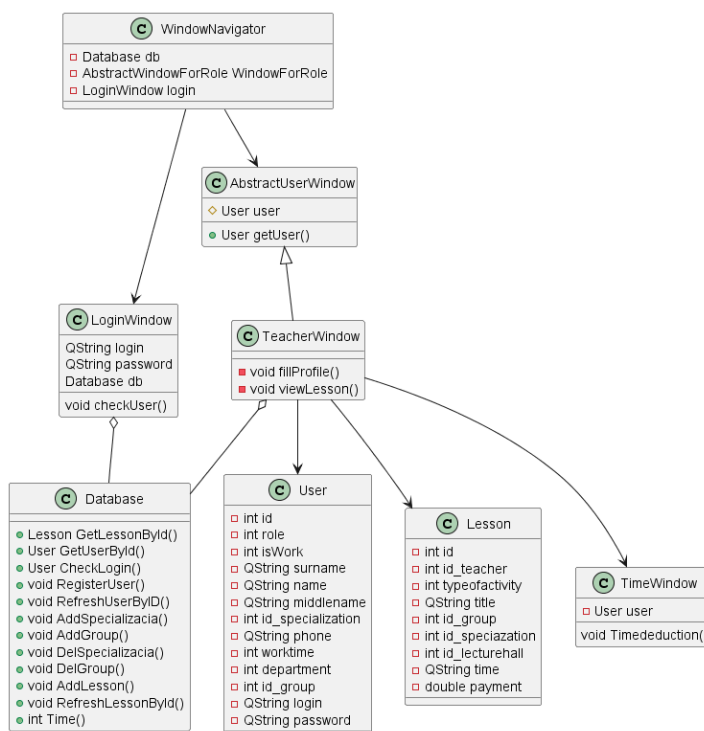 C WindowNavigator
Database db
AbstractWindowForRole WindowForRole
LoginWindow login
C AbstractUserWindow
User user
User getUser()
C LoginWindow
QString login
QString password
Database db
void checkUser()
C TeacherWindow
void fillProfile()
void viewLesson()
C Database
Lesson GetLessonById()
User GetUserById()
User CheckLogin()
void RegisterUser()
void RefreshUserByID()
void AddSpecializacia()
void AddGroup()
void DelSpecializacia()
void DelGroup()
void AddLesson()
void RefreshLessonById()
int Time()
C User
int id
int role
int isWork
QString surname
QString name
QString middlename
int id_specialization
QString phone
int worktime
int department
int id_group
QString login
QString password
C Lesson
int id
int id_teacher
int typeofactivity
QString title
int id_group
int id_speciazation
int id_lecturehall
QString time
double payment
C TimeWindow
User user
void Timededuction()